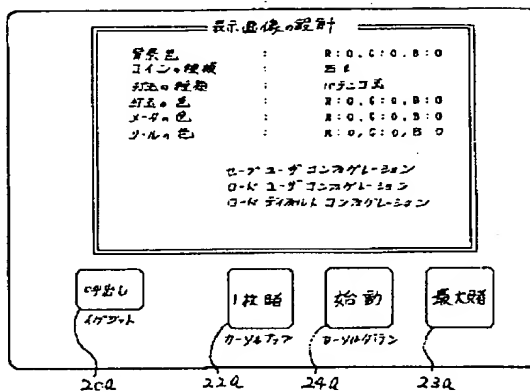 表示画像の設計
背景色 : R:0, G:0, B:0
コインの種類 :
打玉の種類 : パチンコ玉
打玉の色 : R:0, G:0, B:0
メータの色 : R:0, G:0, B:0
リールの色 : R:0, G:0, B:0
セーブ ユーザ コンフィグレーション
ロード ユーザ コンフィグレーション
ロード ディフォルト コンフィグレーション
呼出し 1枚賭 始動 最大賭
イグジット カーソルアップ カーソルダウン
20a 22a 24a 23a